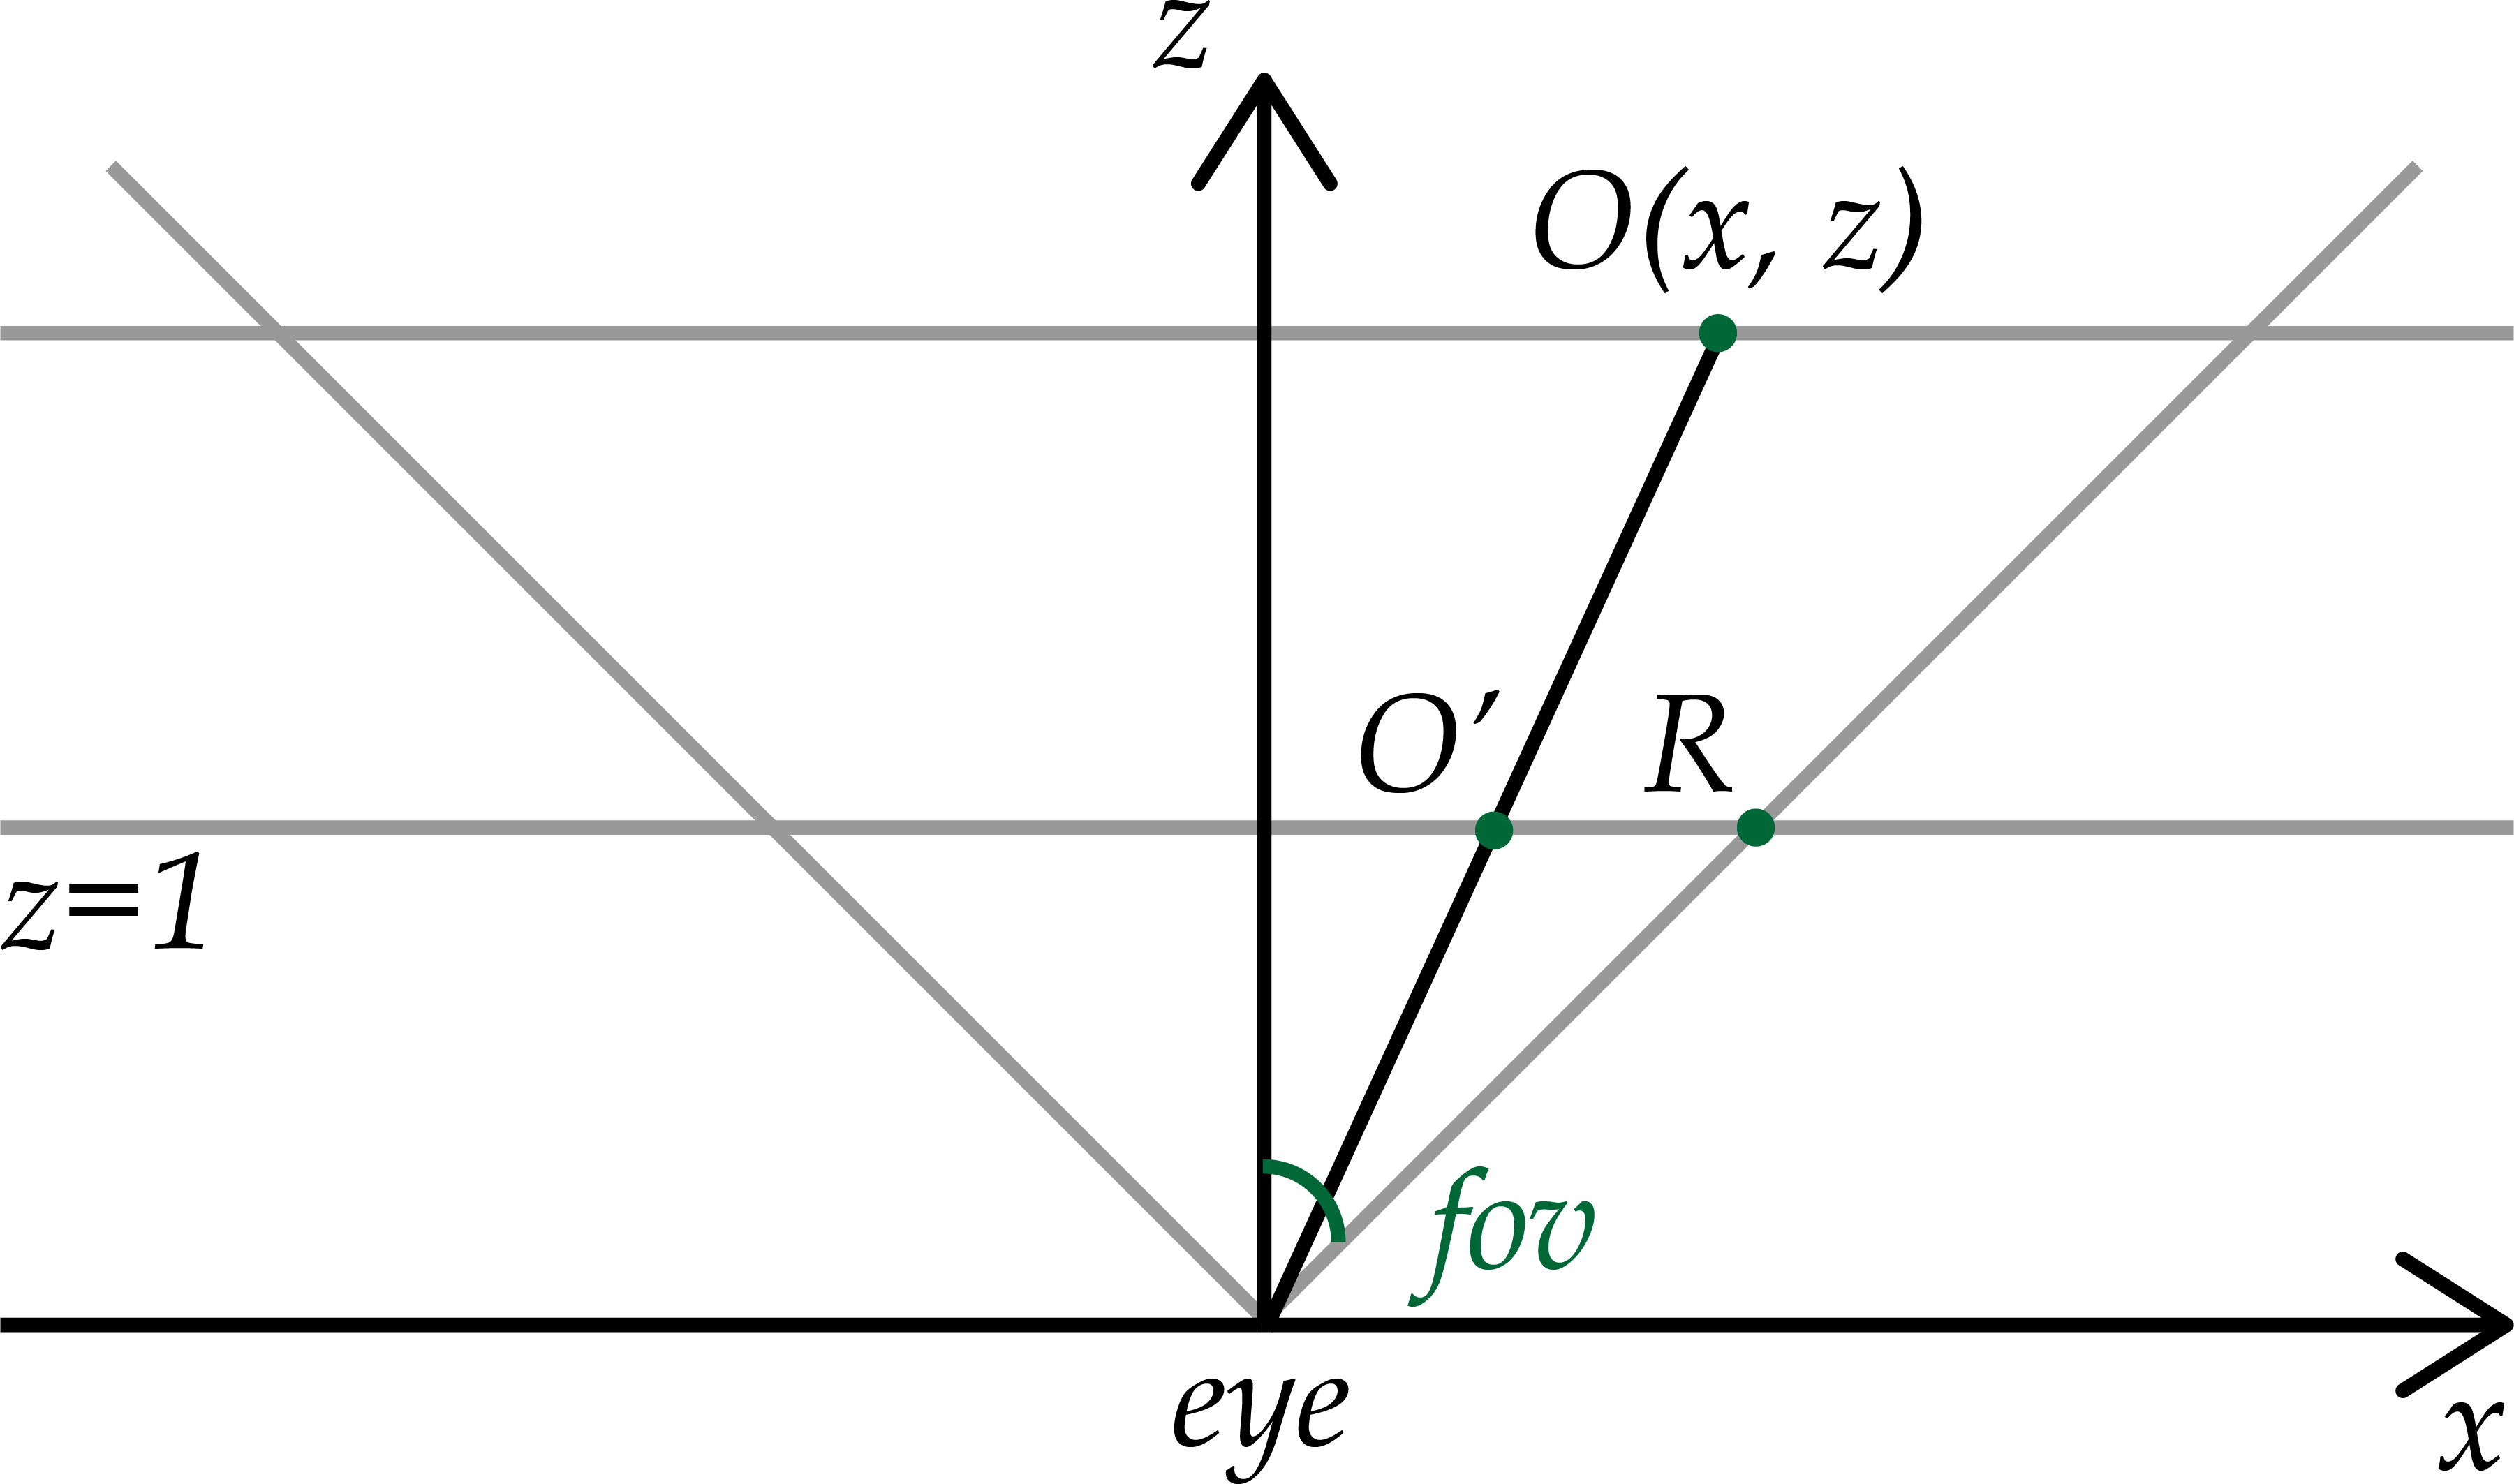 z
O(x, z)
O′ R
z=1
fov
eye
x